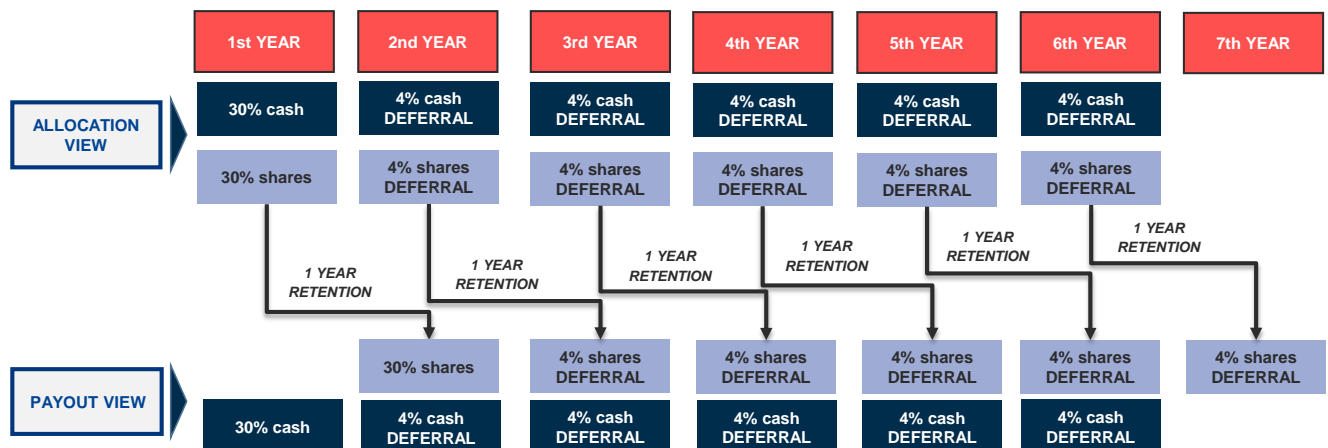 1st YEAR
2nd YEAR
3rd YEAR
4th YEAR
5th YEAR
6th YEAR
7th YEAR
ALLOCATION
VIEW
30% cash
4% cash
DEFERRAL
4% cash
DEFERRAL
4% cash
DEFERRAL
4% cash
DEFERRAL
4% cash
DEFERRAL
30% shares
4% shares
DEFERRAL
4% shares
DEFERRAL
4% shares
DEFERRAL
4% shares
DEFERRAL
4% shares
DEFERRAL
1 YEAR
RETENTION
1 YEAR
RETENTION
1 YEAR
RETENTION
1 YEAR
RETENTION
1 YEAR
RETENTION
1 YEAR
RETENTION
PAYOUT VIEW
30% shares
4% shares
DEFERRAL
4% shares
DEFERRAL
4% shares
DEFERRAL
4% shares
DEFERRAL
4% shares
DEFERRAL
30% cash
4% cash
DEFERRAL
4% cash
DEFERRAL
4% cash
DEFERRAL
4% cash
DEFERRAL
4% cash
DEFERRAL